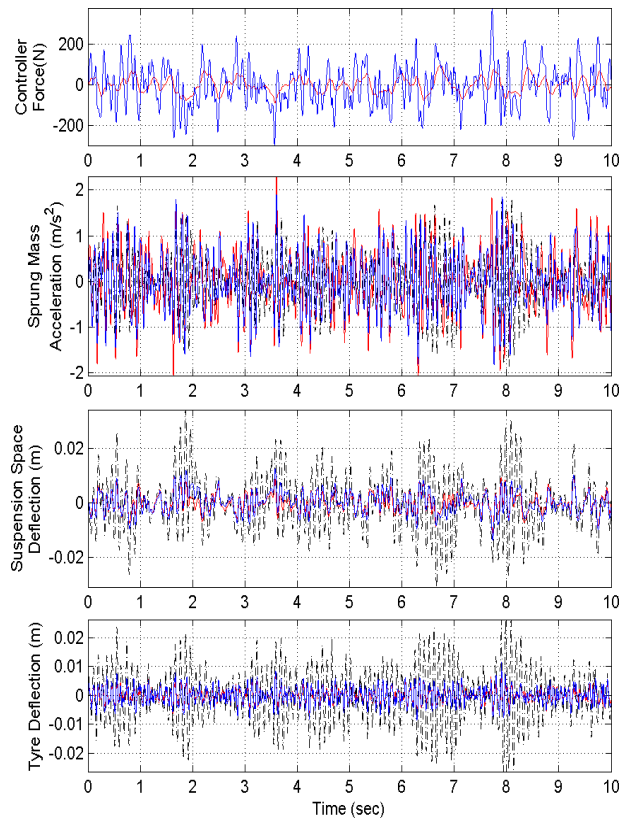 Controller
Force(N)
200
0
-200
0 1 2 3 4 5 6 7 8 9 10
Sprung Mass
Acceleration (m/s²)
2
1
0
-1
-2
0 1 2 3 4 5 6 7 8 9 10
Suspension Space
Deflection (m)
0.02
0
-0.02
0 1 2 3 4 5 6 7 8 9 10
Tyre Deflection (m)
0.02
0.01
0
-0.01
-0.02
0 1 2 3 4 5 6 7 8 9 10
Time (sec)